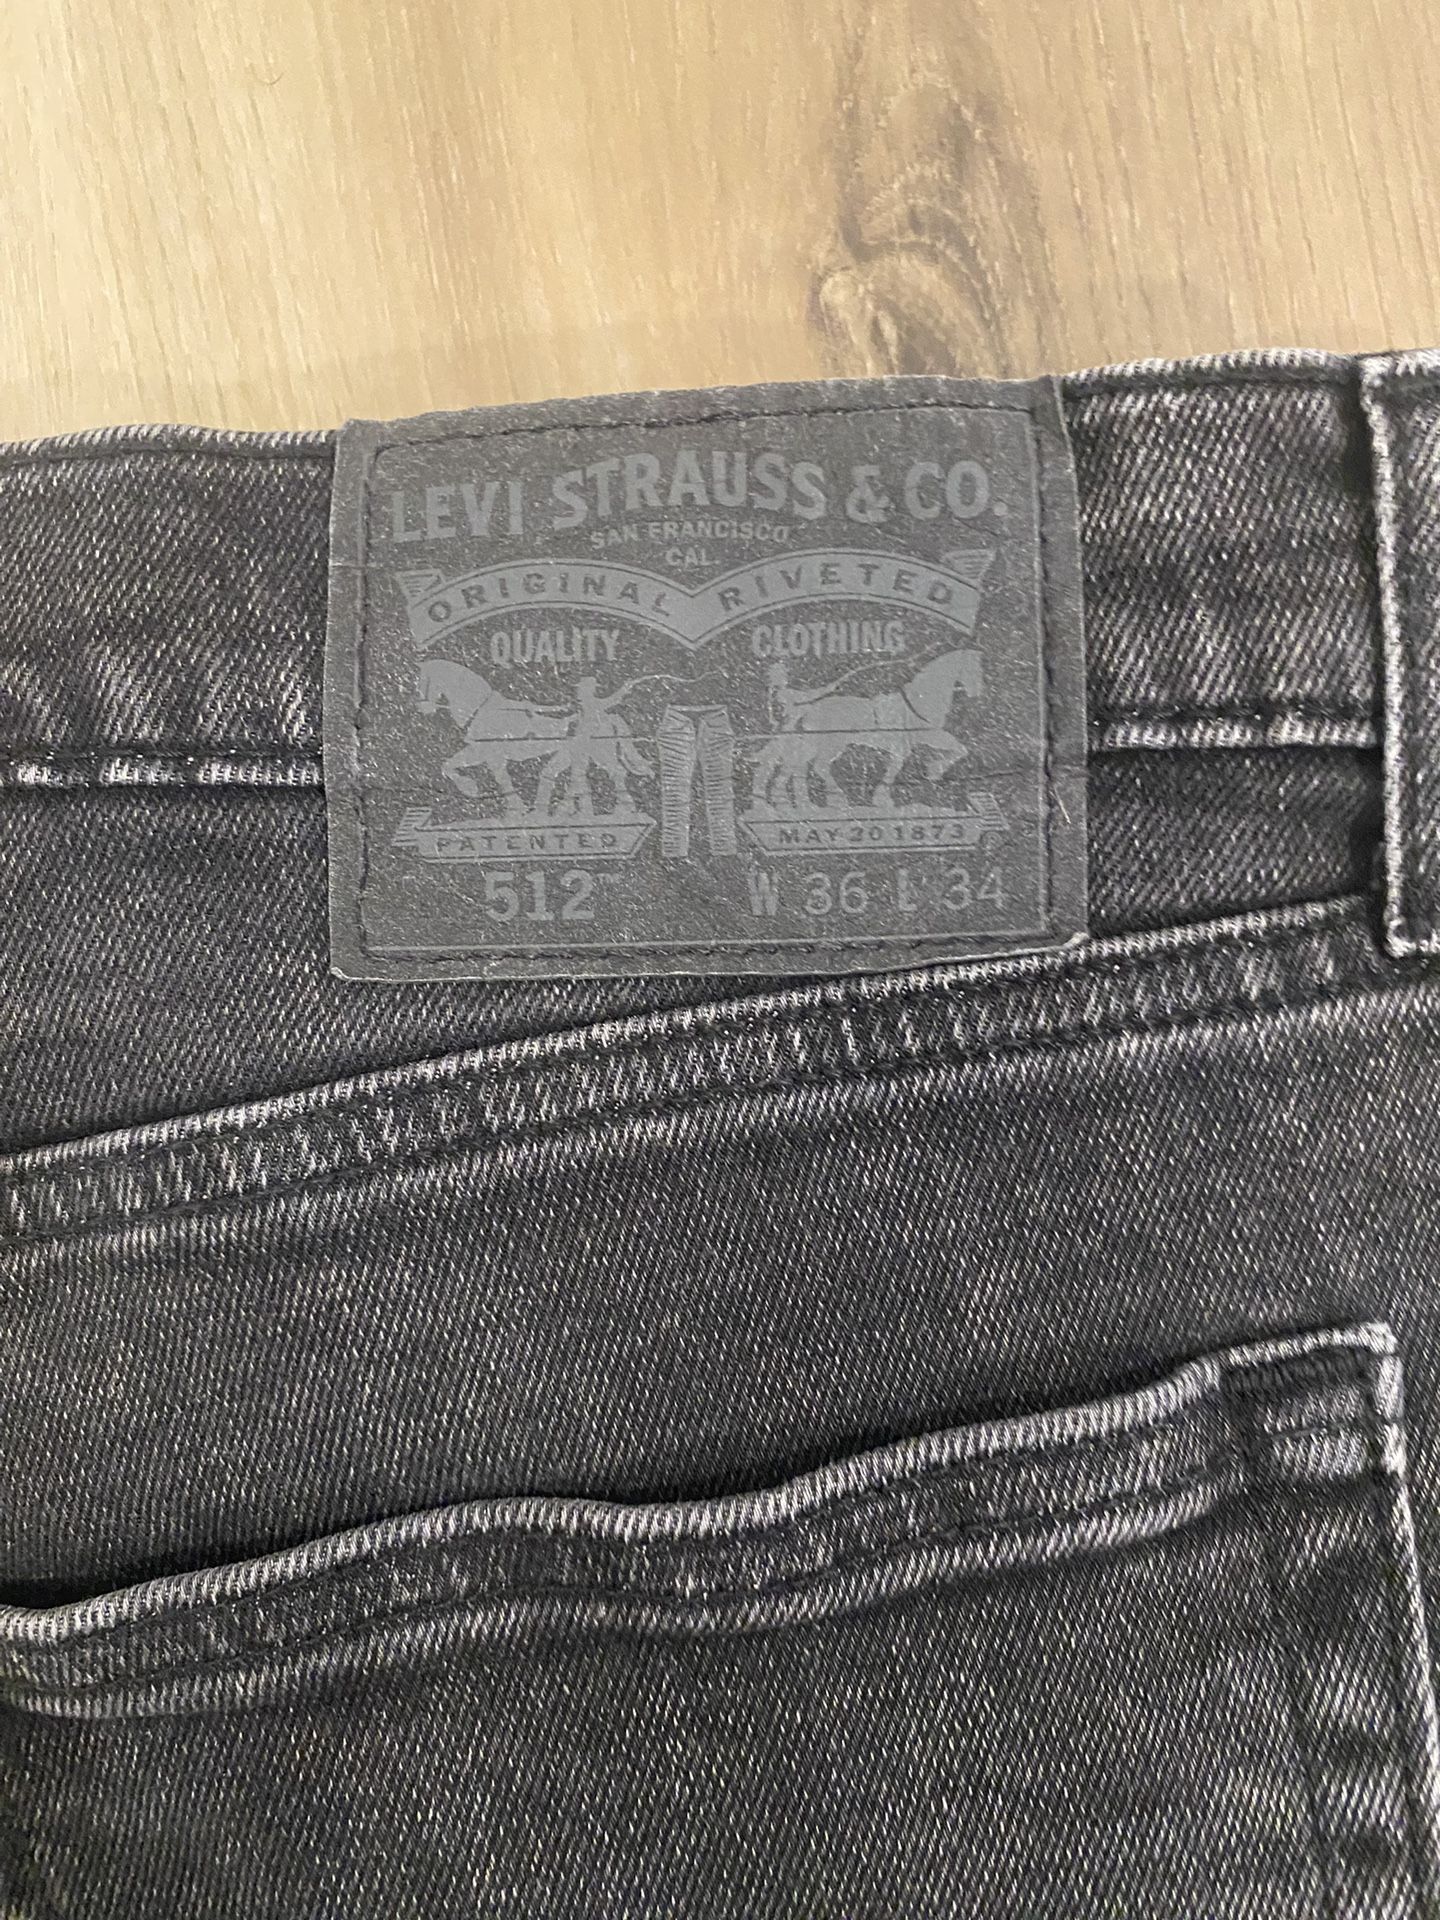 LEVI STRAUSS & CO.
SAN FRANCISCO
CAL.
ORIGINAL RIVETED
QUALITY CLOTHING
PATENTED MAY 20 1873
512™ W 36 L 34